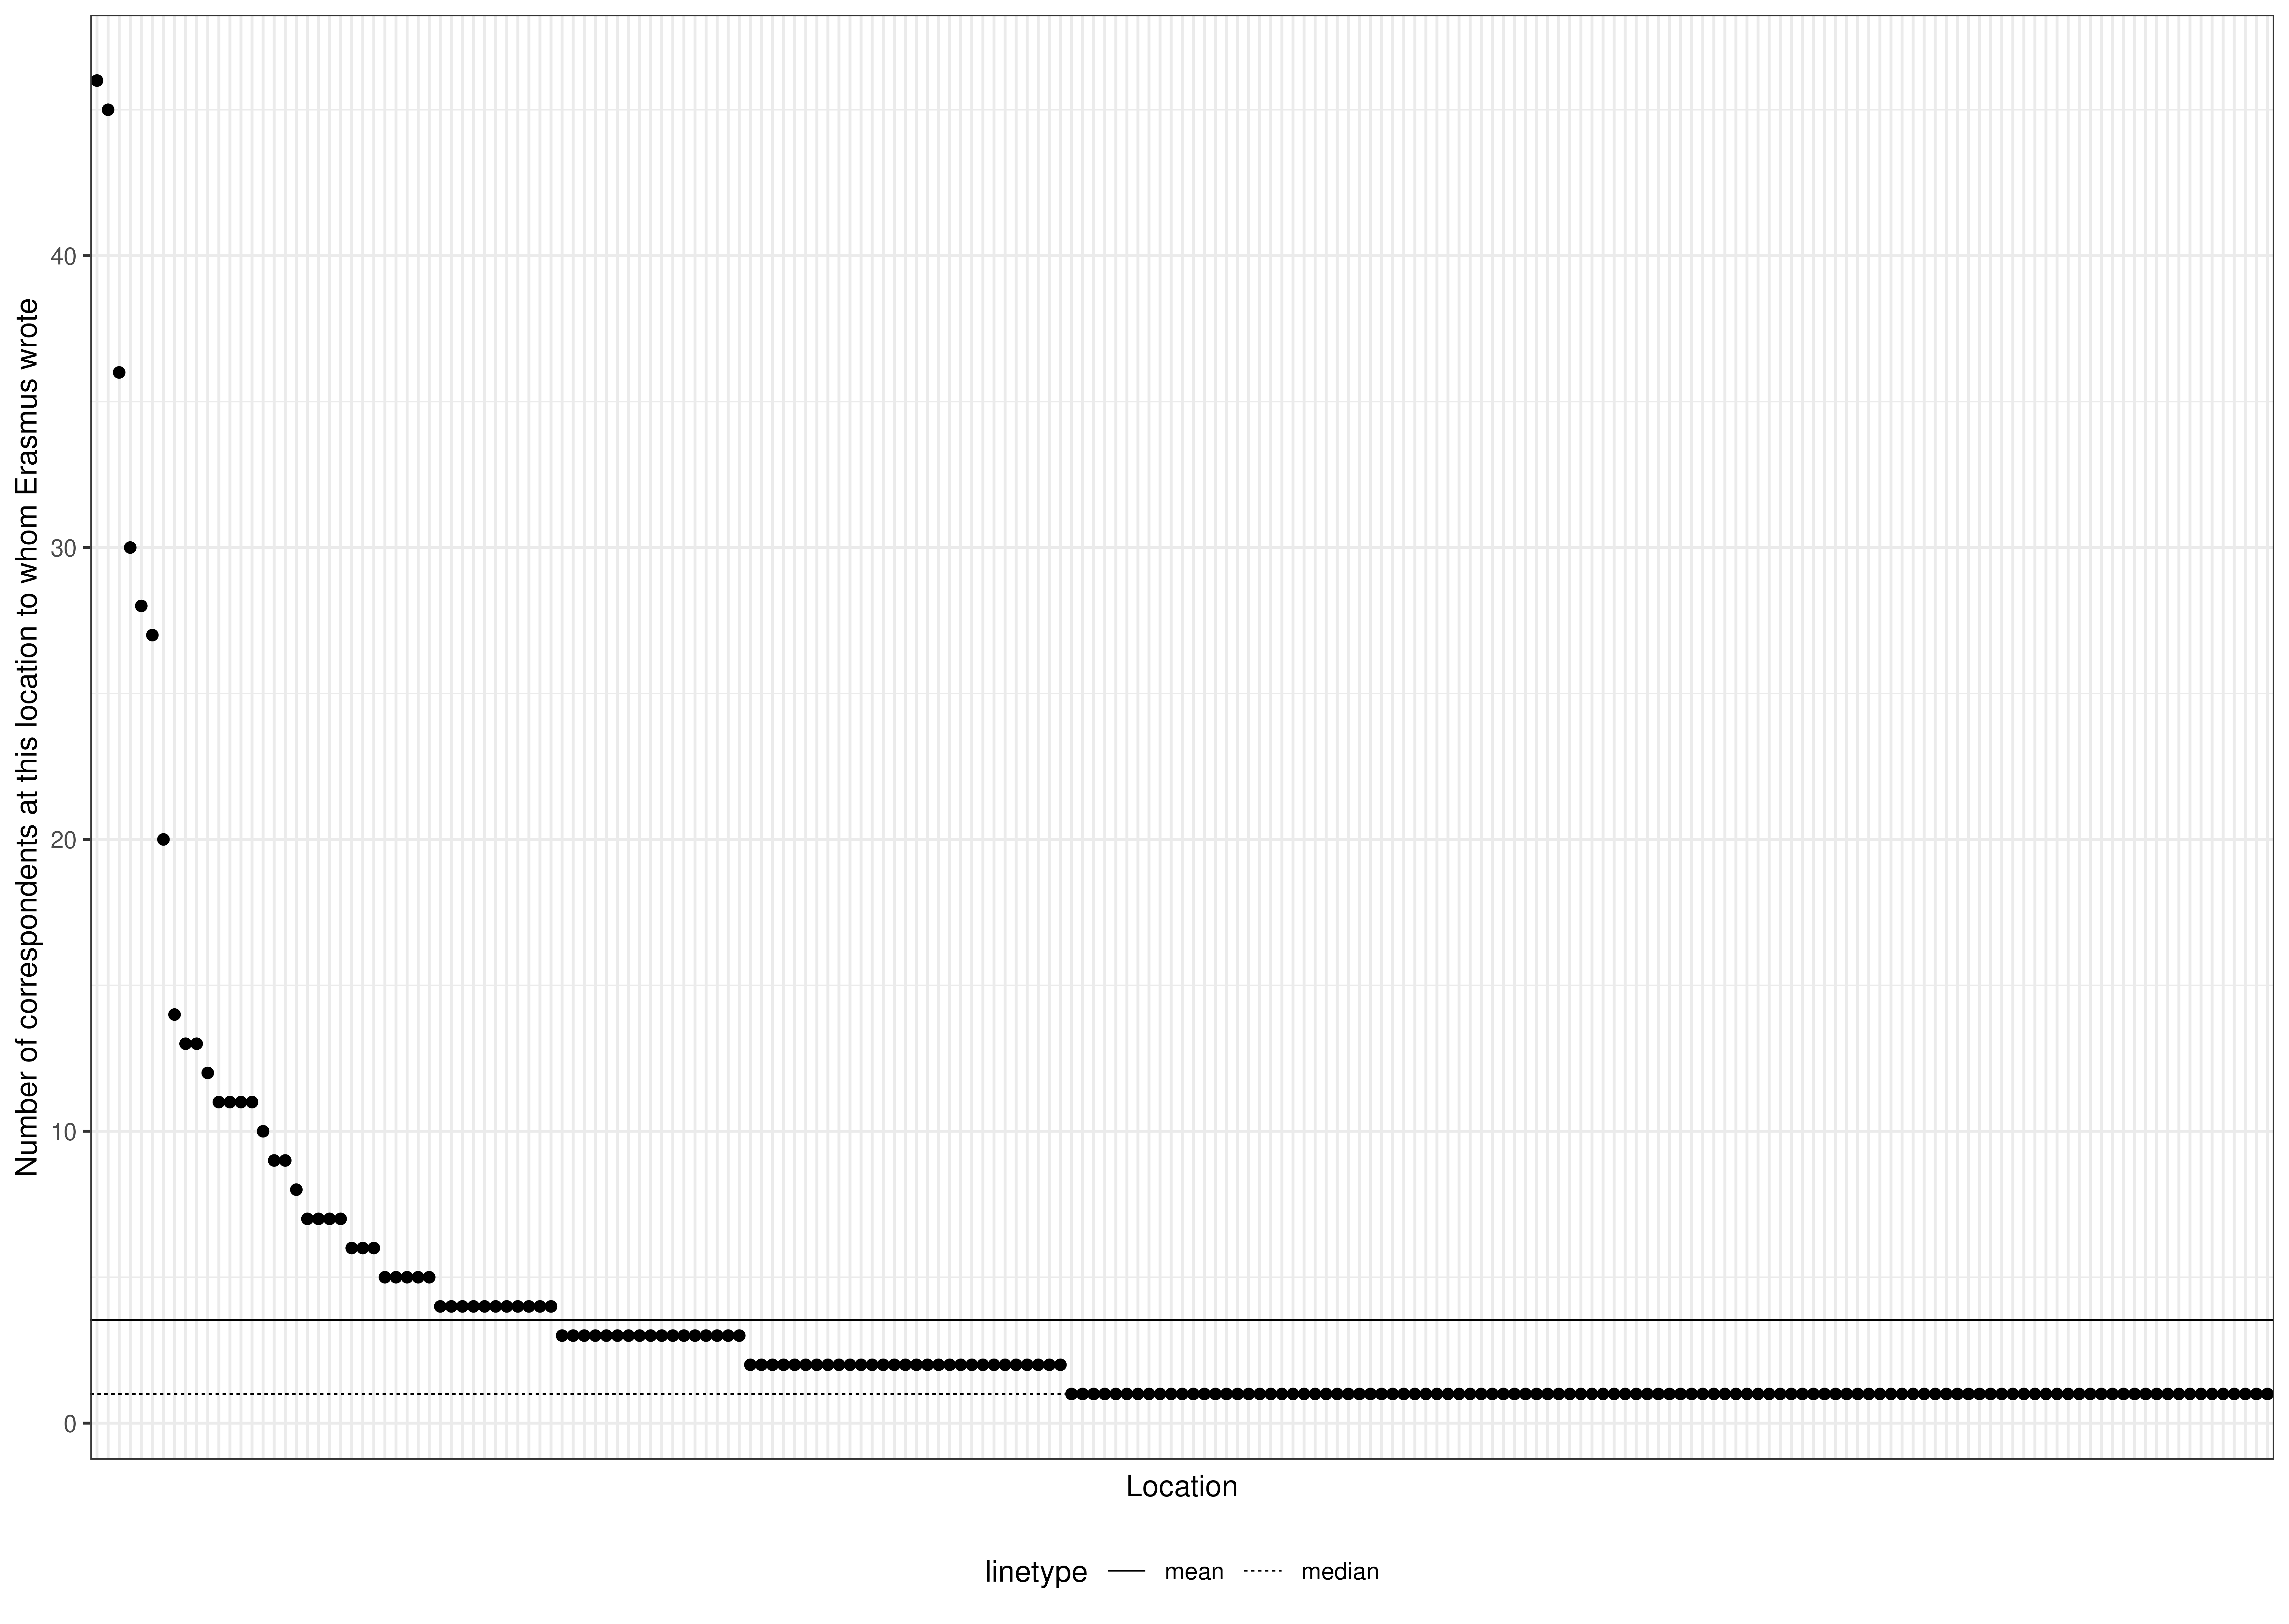 Number of correspondents at this location to whom Erasmus wrote
40
30
20
10
0
Location
linetype mean median